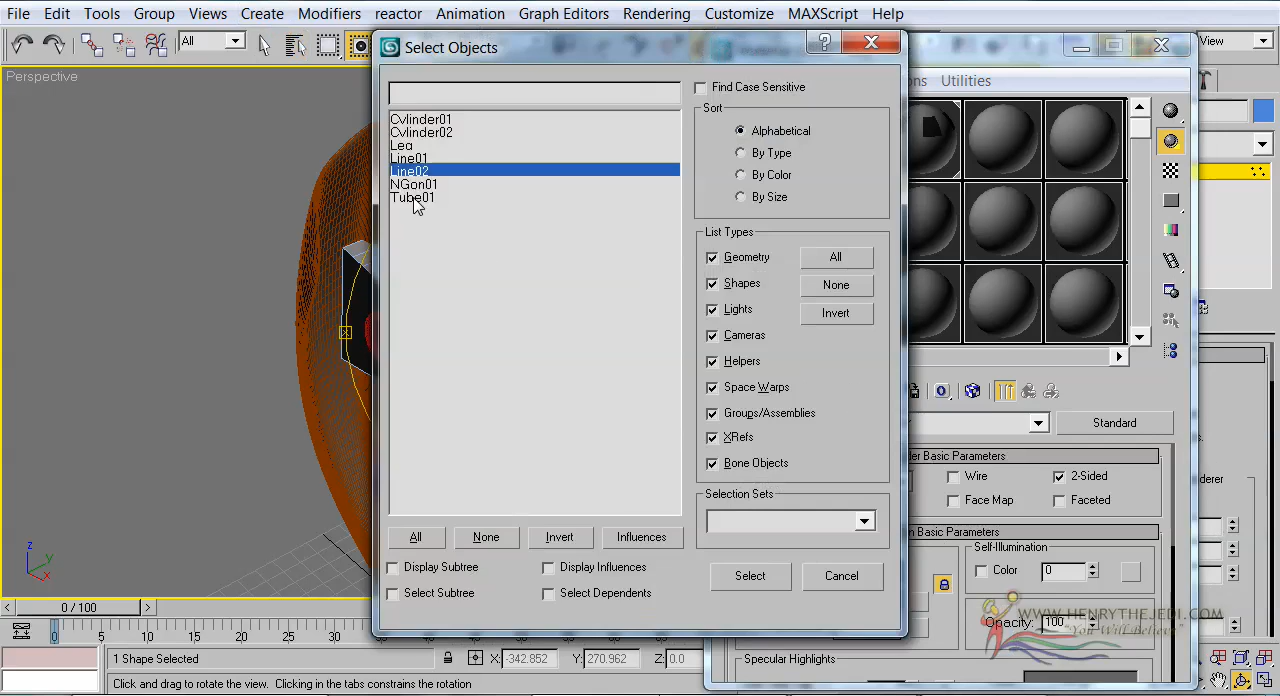 File Edit Tools Group Views Create Modifiers reactor Animation Graph Editors Rendering Customize MAXScript Help
All
View
Perspective
Select Objects
?
Utilities
Find Case Sensitive
Sort
Alphabetical
By Type
By Color
By Size
Cylinder01
Cylinder02
Leg
Line01
Line02
NGon01
Tube01
List Types
Geometry
Shapes
Lights
Cameras
Helpers
Space Warps
Groups/Assemblies
XRefs
Bone Objects
All
None
Invert
Selection Sets
All None Invert Influences
Display Subtree Display Influences
Select Subtree Select Dependents
Select Cancel
Standard
Basic Parameters
Wire 2-Sided
Face Map Faceted
Basic Parameters
Self-Illumination
Color 0
Opacity: 100
Specular Highlights
WWW.HENRYTHEJEDI.COM
"You Will Believe"
z
y
x
0 / 100
0 5 10 15 20 25 30
1 Shape Selected X: -342.952 Y: 270.962 Z: 0.0
Click and drag to rotate the view. Clicking in the tabs constrains the rotation